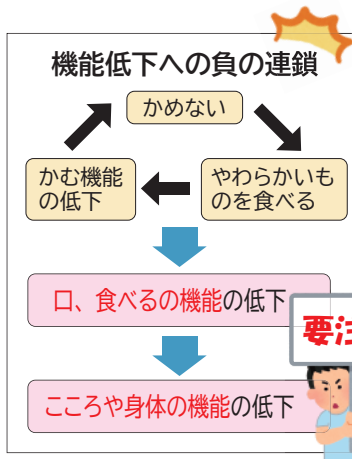 機能低下への負の連鎖
かめない
かむ機能
の低下
やわらかいも
のを食べる
口、食べるの機能の低下
要注
こころや身体の機能の低下